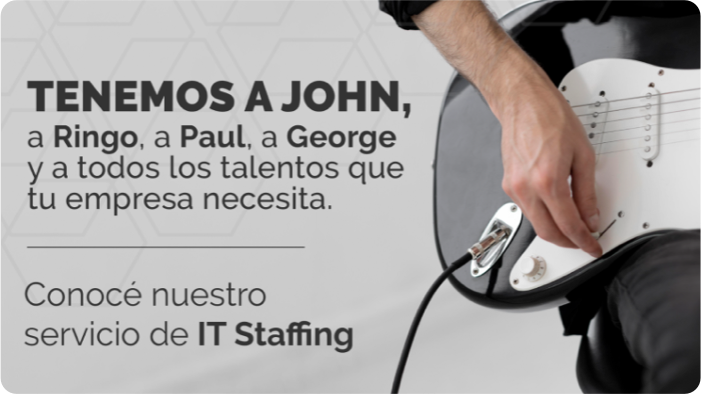 TENEMOS A JOHN,
a Ringo, a Paul, a George
y a todos los talentos que
tu empresa necesita.
Conocé nuestro
servicio de IT Staffing